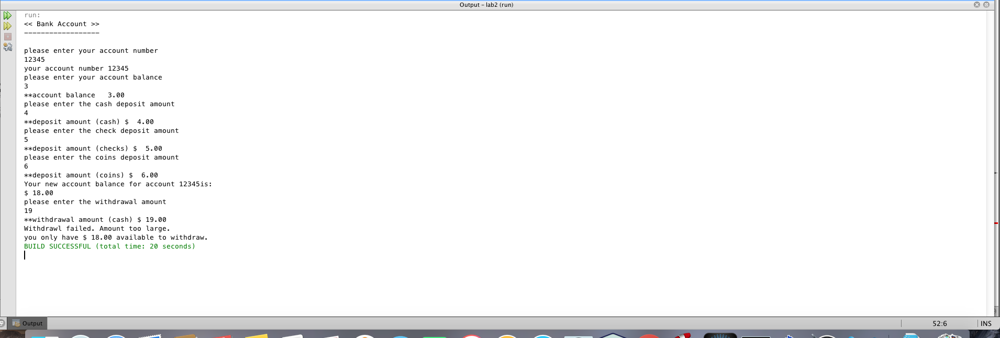 Output – lab2 (run)
run:
<< Bank Account >>
------------------
please enter your account number
12345
your account number 12345
please enter your account balance
3
**account balance   3.00
please enter the cash deposit amount
4
**deposit amount (cash) $  4.00
please enter the check deposit amount
5
**deposit amount (checks) $  5.00
please enter the coins deposit amount
6
**deposit amount (coins) $  6.00
Your new account balance for account 12345is:
$ 18.00
please enter the withdrawal amount
19
**withdrawal amount (cash) $ 19.00
Withdrawl failed. Amount too large.
you only have $ 18.00 available to withdraw.
BUILD SUCCESSFUL (total time: 20 seconds)
Output
52:6
INS